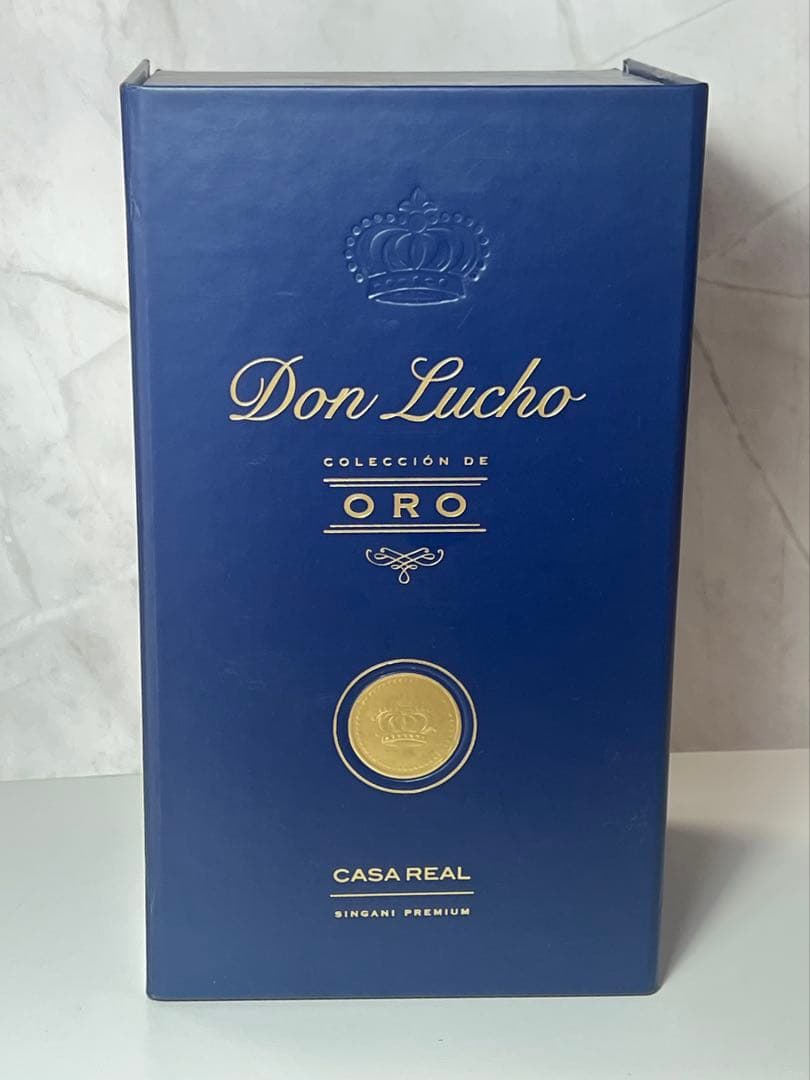 Don Lucho
COLECCIÓN DE
ORO
CASA REAL
SINGANI PREMIUM